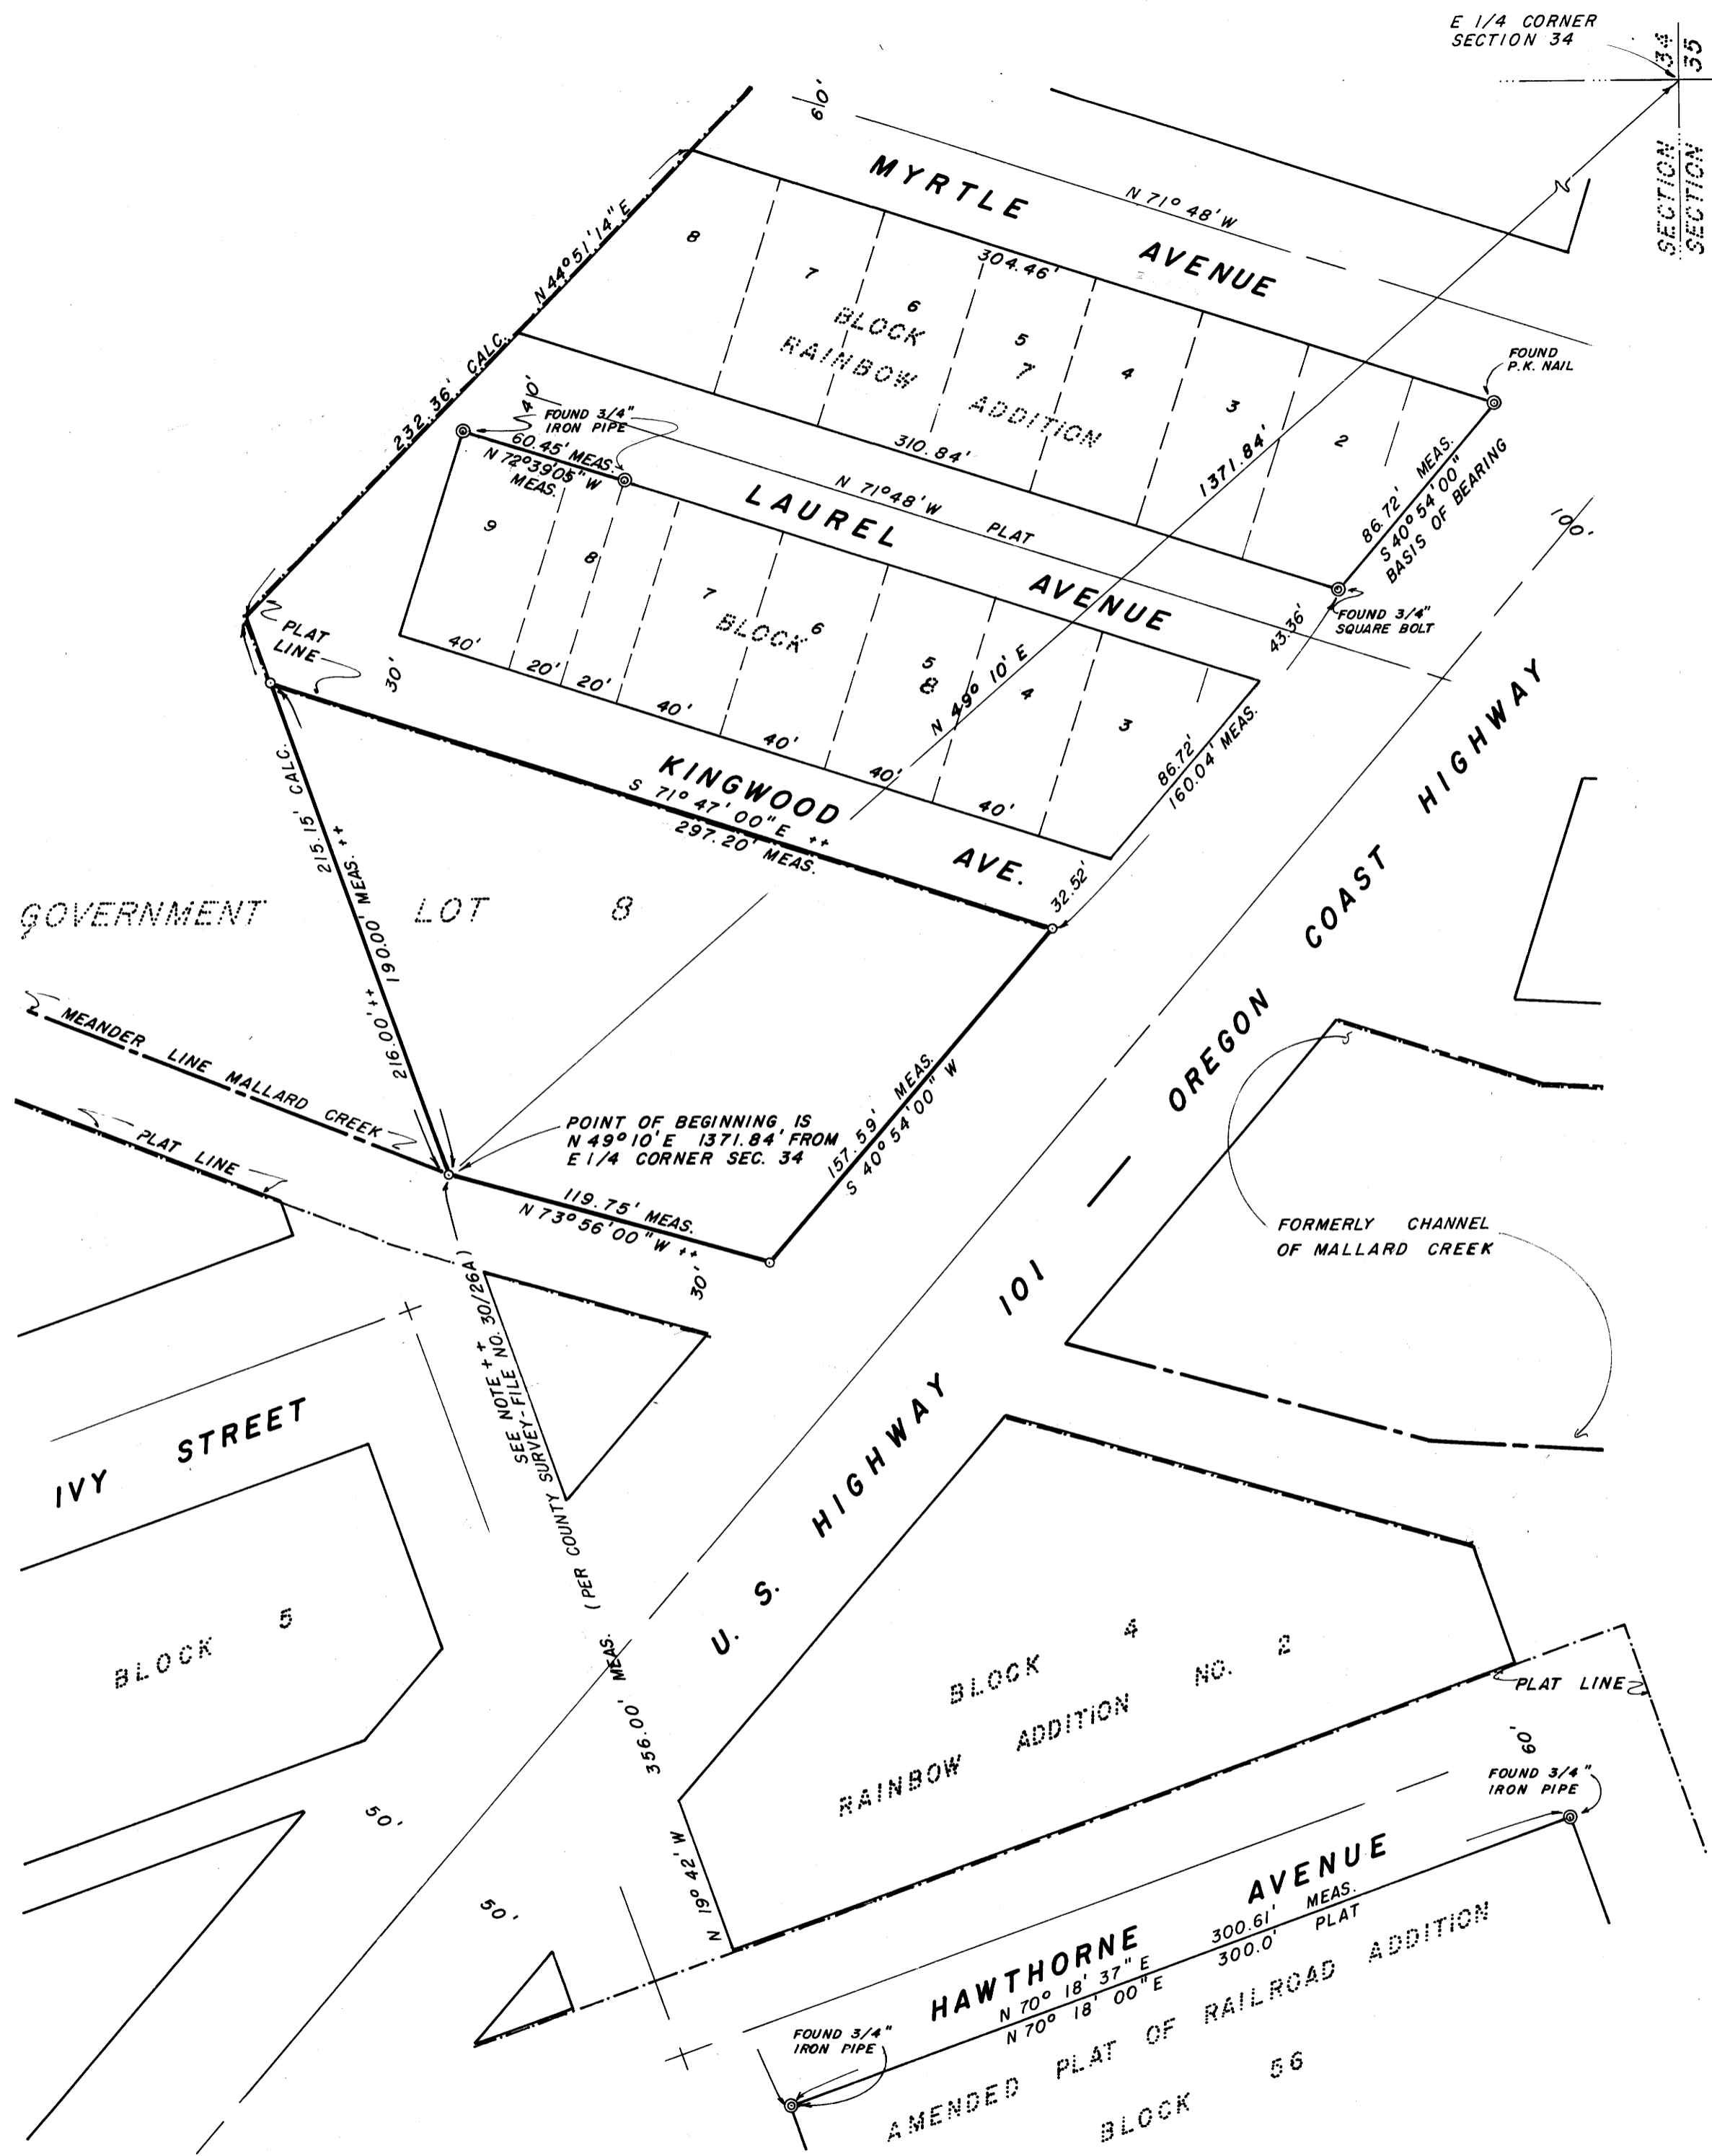 E 1/4 CORNER
SECTION 34
34
35
SECTION
SECTION
60'
MYRTLE AVENUE
N 71° 48' W
304.46'
N 44° 51' 14" E
232.36' CALC.
8
7
6
5
4
3
2
BLOCK 7
RAINBOW ADDITION
310.84'
1371.84'
FOUND
P.K. NAIL
86.72' MEAS.
S 40° 54' 00"
BASIS OF BEARING
100'
40'
FOUND 3/4"
IRON PIPE
60.45' MEAS.
N 72° 39' 05" W
MEAS.
LAUREL AVENUE
N 71° 48' W PLAT
43.36'
FOUND 3/4"
SQUARE BOLT
9
8
7
6
5
4
3
BLOCK 8
N 49° 10' E
PLAT
LINE
30'
40'
20'
20'
40'
40'
40'
40'
86.72'
160.04' MEAS.
KINGWOOD AVE.
S 71° 47' 00" E ++
297.20' MEAS.
32.52'
215.15' CALC.
190.00' MEAS. ++
216.00' ++
GOVERNMENT LOT 8
MEANDER LINE MALLARD CREEK
PLAT LINE
POINT OF BEGINNING IS
N 49° 10' E 1371.84' FROM
E 1/4 CORNER SEC. 34
157.59' MEAS.
S 40° 54' 00" W
119.75' MEAS.
N 73° 56' 00" W ++
30'
U. S. HIGHWAY 101 — OREGON COAST HIGHWAY
FORMERLY CHANNEL
OF MALLARD CREEK
SEE NOTE ++
(PER COUNTY SURVEY-FILE NO. 30/26A)
356.00' MEAS.
N 19° 42' W
IVY STREET
BLOCK 5
50'
50'
BLOCK 4
RAINBOW ADDITION NO. 2
PLAT LINE
60'
FOUND 3/4"
IRON PIPE
HAWTHORNE AVENUE
N 70° 18' 37" E 300.61' MEAS.
N 70° 18' 00" E 300.0' PLAT
FOUND 3/4"
IRON PIPE
AMENDED PLAT OF RAILROAD ADDITION
BLOCK 56